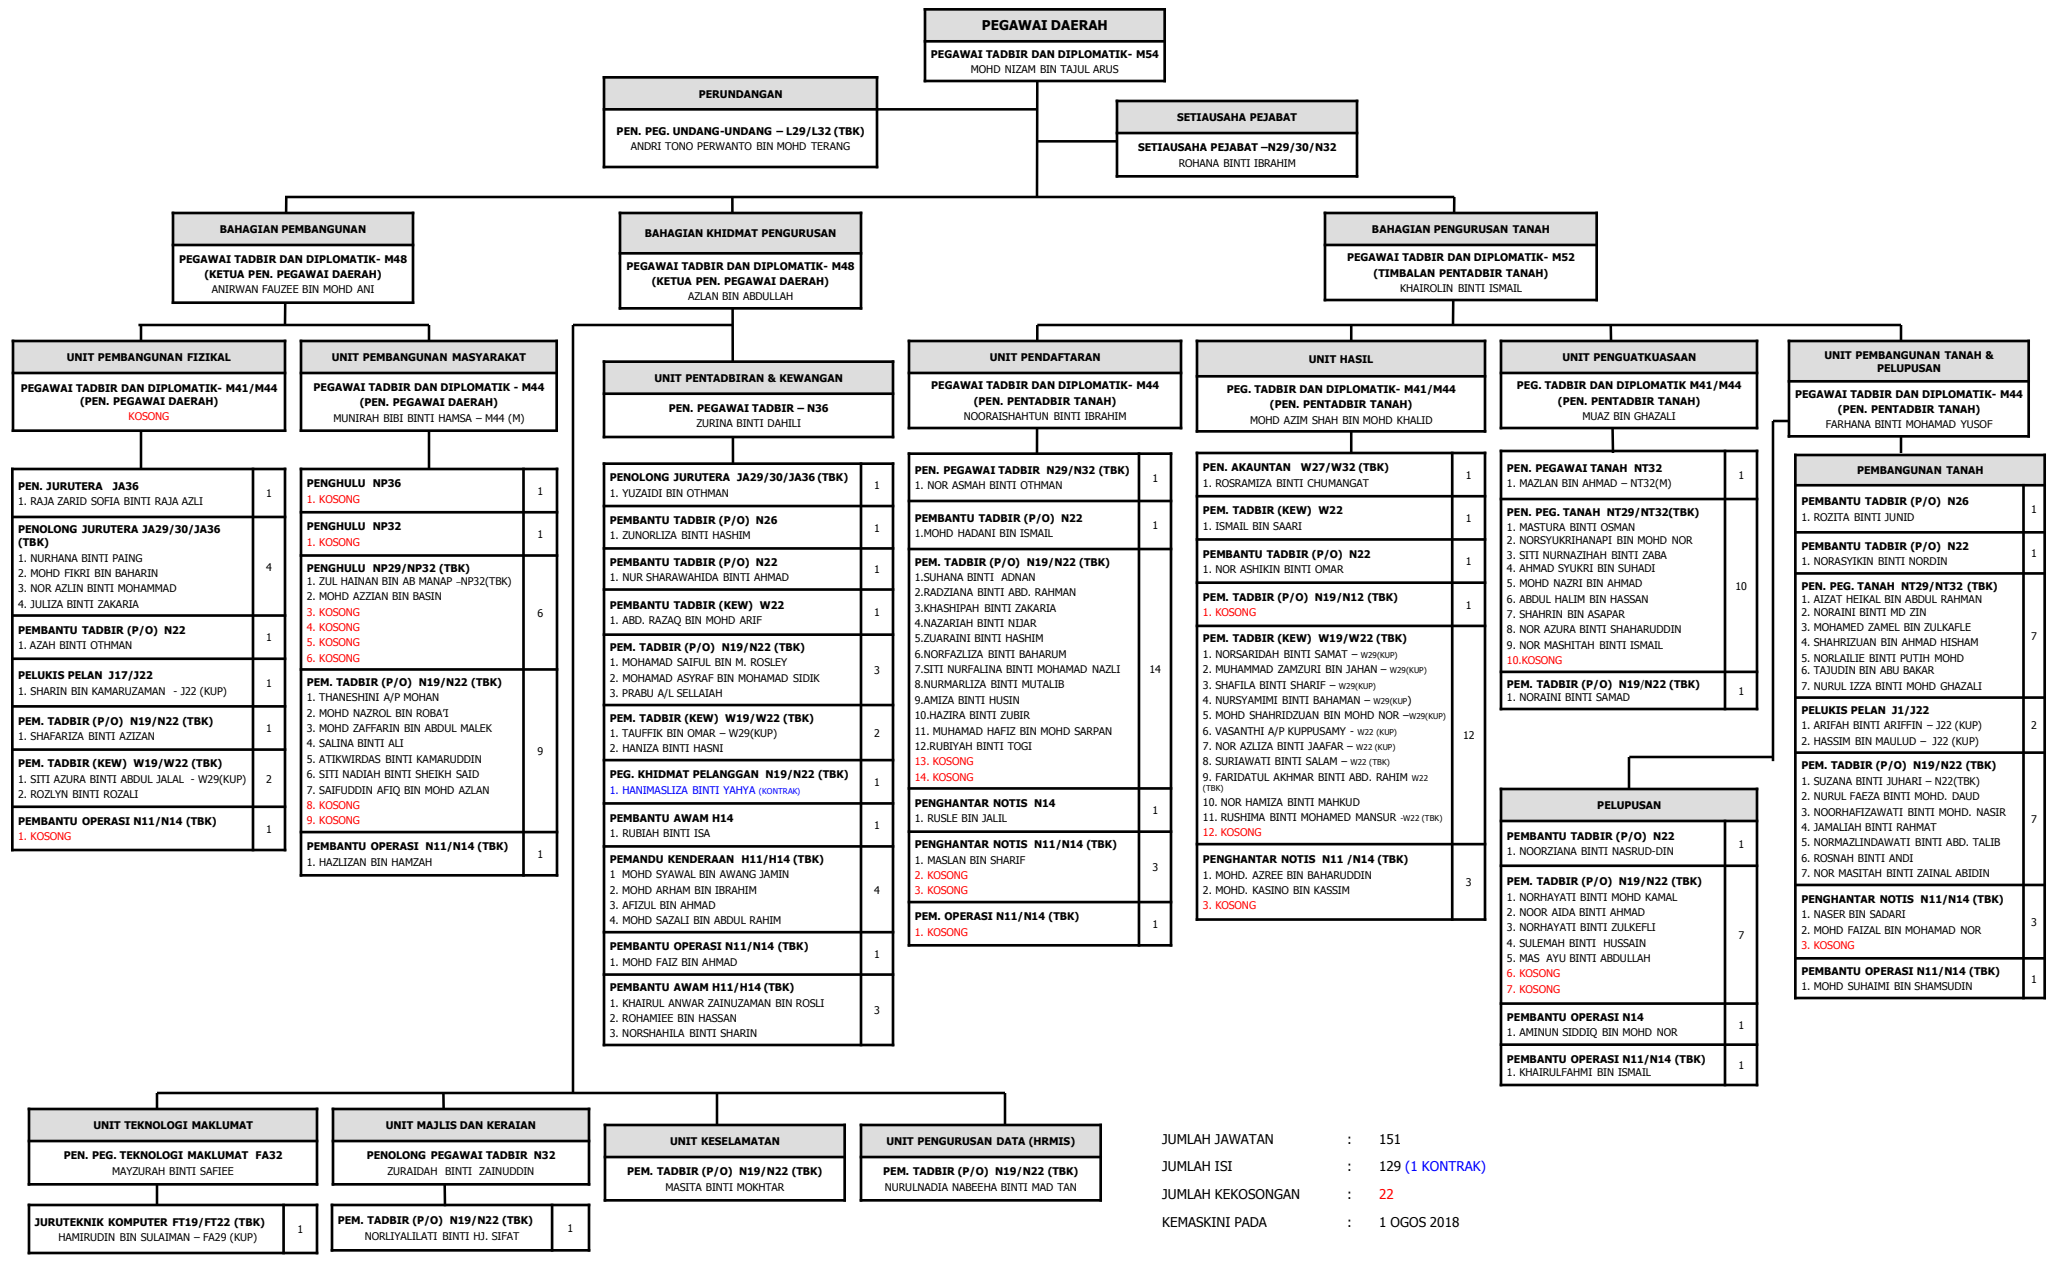 PEGAWAI DAERAH
PEGAWAI TADBIR DAN DIPLOMATIK- M54
MOHD NIZAM BIN TAJUL ARUS
PERUNDANGAN
PEN. PEG. UNDANG-UNDANG – L29/L32 (TBK)
ANDRI TONO PERWANTO BIN MOHD TERANG
SETIAUSAHA PEJABAT
SETIAUSAHA PEJABAT –N29/30/N32
ROHANA BINTI IBRAHIM
BAHAGIAN PEMBANGUNAN
PEGAWAI TADBIR DAN DIPLOMATIK- M48
(KETUA PEN. PEGAWAI DAERAH)
ANIRWAN FAUZEE BIN MOHD ANI
BAHAGIAN KHIDMAT PENGURUSAN
PEGAWAI TADBIR DAN DIPLOMATIK- M48
(KETUA PEN. PEGAWAI DAERAH)
AZLAN BIN ABDULLAH
BAHAGIAN PENGURUSAN TANAH
PEGAWAI TADBIR DAN DIPLOMATIK- M52
(TIMBALAN PENTADBIR TANAH)
KHAIROLIN BINTI ISMAIL
UNIT PEMBANGUNAN FIZIKAL
PEGAWAI TADBIR DAN DIPLOMATIK- M41/M44
(PEN. PEGAWAI DAERAH)
KOSONG
PEN. JURUTERA JA36
1. RAJA ZARID SOFIA BINTI RAJA AZLI
1
PENOLONG JURUTERA JA29/30/JA36
(TBK)
1. NURHANA BINTI PAING
2. MOHD FIKRI BIN BAHARIN
3. NOR AZLIN BINTI MOHAMMAD
4. JULIZA BINTI ZAKARIA
4
PEMBANTU TADBIR (P/O) N22
1. AZAH BINTI OTHMAN
1
PELUKIS PELAN J17/J22
1. SHARIN BIN KAMARUZAMAN - J22 (KUP)
1
PEM. TADBIR (P/O) N19/N22 (TBK)
1. SHAFARIZA BINTI AZIZAN
1
PEM. TADBIR (KEW) W19/W22 (TBK)
1. SITI AZURA BINTI ABDUL JALAL - W29(KUP)
2. ROZLYN BINTI ROZALI
2
PEMBANTU OPERASI N11/N14 (TBK)
1. KOSONG
1
UNIT PEMBANGUNAN MASYARAKAT
PEGAWAI TADBIR DAN DIPLOMATIK - M44
(PEN. PEGAWAI DAERAH)
MUNIRAH BIBI BINTI HAMSA – M44 (M)
PENGHULU NP36
1. KOSONG
1
PENGHULU NP32
1. KOSONG
1
PENGHULU NP29/NP32 (TBK)
1. ZUL HAINAN BIN AB MANAP –NP32(TBK)
2. MOHD AZZIAN BIN BASIN
3. KOSONG
4. KOSONG
5. KOSONG
6. KOSONG
6
PEM. TADBIR (P/O) N19/N22 (TBK)
1. THANESHINI A/P MOHAN
2. MOHD NAZROL BIN ROBA'I
3. MOHD ZAFFARIN BIN ABDUL MALEK
4. SALINA BINTI ALI
5. ATIKWIRDAS BINTI KAMARUDDIN
6. SITI NADIAH BINTI SHEIKH SAID
7. SAIFUDDIN AFIQ BIN MOHD AZLAN
8. KOSONG
9. KOSONG
9
PEMBANTU OPERASI N11/N14 (TBK)
1. HAZLIZAN BIN HAMZAH
1
UNIT PENTADBIRAN & KEWANGAN
PEN. PEGAWAI TADBIR – N36
ZURINA BINTI DAHILI
PENOLONG JURUTERA JA29/30/JA36 (TBK)
1. YUZAIDI BIN OTHMAN
1
PEMBANTU TADBIR (P/O) N26
1. ZUNORLIZA BINTI HASHIM
1
PEMBANTU TADBIR (P/O) N22
1. NUR SHARAWAHIDA BINTI AHMAD
1
PEMBANTU TADBIR (KEW) W22
1. ABD. RAZAQ BIN MOHD ARIF
1
PEM. TADBIR (P/O) N19/N22 (TBK)
1. MOHAMAD SAIFUL BIN M. ROSLEY
2. MOHAMAD ASYRAF BIN MOHAMAD SIDIK
3. PRABU A/L SELLAIAH
3
PEM. TADBIR (KEW) W19/W22 (TBK)
1. TAUFFIK BIN OMAR – W29(KUP)
2. HANIZA BINTI HASNI
2
PEG. KHIDMAT PELANGGAN N19/N22 (TBK)
1. HANIMASLIZA BINTI YAHYA (KONTRAK)
1
PEMBANTU AWAM H14
1. RUBIAH BINTI ISA
1
PEMANDU KENDERAAN H11/H14 (TBK)
1 MOHD SYAWAL BIN AWANG JAMIN
2. MOHD ARHAM BIN IBRAHIM
3. AFIZUL BIN AHMAD
4. MOHD SAZALI BIN ABDUL RAHIM
4
PEMBANTU OPERASI N11/N14 (TBK)
1. MOHD FAIZ BIN AHMAD
1
PEMBANTU AWAM H11/H14 (TBK)
1. KHAIRUL ANWAR ZAINUZAMAN BIN ROSLI
2. ROHAMIEE BIN HASSAN
3. NORSHAHILA BINTI SHARIN
3
UNIT PENDAFTARAN
PEGAWAI TADBIR DAN DIPLOMATIK- M44
(PEN. PENTADBIR TANAH)
NOORAISHAHTUN BINTI IBRAHIM
PEN. PEGAWAI TADBIR N29/N32 (TBK)
1. NOR ASMAH BINTI OTHMAN
1
PEMBANTU TADBIR (P/O) N22
1.MOHD HADANI BIN ISMAIL
1
PEM. TADBIR (P/O) N19/N22 (TBK)
1.SUHANA BINTI ADNAN
2.RADZIANA BINTI ABD. RAHMAN
3.KHASHIPAH BINTI ZAKARIA
4.NAZARIAH BINTI NIJAR
5.ZUARAINI BINTI HASHIM
6.NORFAZLIZA BINTI BAHARUM
7.SITI NURFALINA BINTI MOHAMAD NAZLI
8.NURMARLIZA BINTI MUTALIB
9.AMIZA BINTI HUSIN
10.HAZIRA BINTI ZUBIR
11. MUHAMAD HAFIZ BIN MOHD SARPAN
12.RUBIYAH BINTI TOGI
13. KOSONG
14. KOSONG
14
PENGHANTAR NOTIS N14
1. RUSLE BIN JALIL
1
PENGHANTAR NOTIS N11/N14 (TBK)
1. MASLAN BIN SHARIF
2. KOSONG
3. KOSONG
3
PEM. OPERASI N11/N14 (TBK)
1. KOSONG
1
UNIT HASIL
PEG. TADBIR DAN DIPLOMATIK- M41/M44
(PEN. PENTADBIR TANAH)
MOHD AZIM SHAH BIN MOHD KHALID
PEN. AKAUNTAN W27/W32 (TBK)
1. ROSRAMIZA BINTI CHUMANGAT
1
PEM. TADBIR (KEW) W22
1. ISMAIL BIN SAARI
1
PEMBANTU TADBIR (P/O) N22
1. NOR ASHIKIN BINTI OMAR
1
PEM. TADBIR (P/O) N19/N12 (TBK)
1. KOSONG
1
PEM. TADBIR (KEW) W19/W22 (TBK)
1. NORSARIDAH BINTI SAMAT – W29(KUP)
2. MUHAMMAD ZAMZURI BIN JAHAN – W29(KUP)
3. SHAFILA BINTI SHARIF – W29(KUP)
4. NURSYAMIMI BINTI BAHAMAN – W29(KUP)
5. MOHD SHAHRIDZUAN BIN MOHD NOR –W29(KUP)
6. VASANTHI A/P KUPPUSAMY - W22 (KUP)
7. NOR AZLIZA BINTI JAAFAR – W22 (KUP)
8. SURIAWATI BINTI SALAM – W22 (TBK)
9. FARIDATUL AKHMAR BINTI ABD. RAHIM W22
(TBK)
10. NOR HAMIZA BINTI MAHKUD
11. RUSHIMA BINTI MOHAMED MANSUR -W22 (TBK)
12. KOSONG
12
PENGHANTAR NOTIS N11 /N14 (TBK)
1. MOHD. AZREE BIN BAHARUDDIN
2. MOHD. KASINO BIN KASSIM
3. KOSONG
3
UNIT PENGUATKUASAAN
PEG. TADBIR DAN DIPLOMATIK M41/M44
(PEN. PENTADBIR TANAH)
MUAZ BIN GHAZALI
PEN. PEGAWAI TANAH NT32
1. MAZLAN BIN AHMAD – NT32(M)
1
PEN. PEG. TANAH NT29/NT32(TBK)
1. MASTURA BINTI OSMAN
2. NORSYUKRIHANAPI BIN MOHD NOR
3. SITI NURNAZIHAH BINTI ZABA
4. AHMAD SYUKRI BIN SUHADI
5. MOHD NAZRI BIN AHMAD
6. ABDUL HALIM BIN HASSAN
7. SHAHRIN BIN ASAPAR
8. NOR AZURA BINTI SHAHARUDDIN
9. NOR MASHITAH BINTI ISMAIL
10.KOSONG
10
PEM. TADBIR (P/O) N19/N22 (TBK)
1. NORAINI BINTI SAMAD
1
UNIT PEMBANGUNAN TANAH &
PELUPUSAN
PEGAWAI TADBIR DAN DIPLOMATIK- M44
(PEN. PENTADBIR TANAH)
FARHANA BINTI MOHAMAD YUSOF
PEMBANGUNAN TANAH
PEMBANTU TADBIR (P/O) N26
1. ROZITA BINTI JUNID
1
PEMBANTU TADBIR (P/O) N22
1. NORASYIKIN BINTI NORDIN
1
PEN. PEG. TANAH NT29/NT32 (TBK)
1. AIZAT HEIKAL BIN ABDUL RAHMAN
2. NORAINI BINTI MD ZIN
3. MOHAMED ZAMEL BIN ZULKAFLE
4. SHAHRIZUAN BIN AHMAD HISHAM
5. NORLAILIE BINTI PUTIH MOHD
6. TAJUDIN BIN ABU BAKAR
7. NURUL IZZA BINTI MOHD GHAZALI
7
PELUKIS PELAN J1/J22
1. ARIFAH BINTI ARIFFIN – J22 (KUP)
2. HASSIM BIN MAULUD – J22 (KUP)
2
PEM. TADBIR (P/O) N19/N22 (TBK)
1. SUZANA BINTI JUHARI – N22(TBK)
2. NURUL FAEZA BINTI MOHD. DAUD
3. NOORHAFIZAWATI BINTI MOHD. NASIR
4. JAMALIAH BINTI RAHMAT
5. NORMAZLINDAWATI BINTI ABD. TALIB
6. ROSNAH BINTI ANDI
7. NOR MASITAH BINTI ZAINAL ABIDIN
7
PENGHANTAR NOTIS N11/N14 (TBK)
1. NASER BIN SADARI
2. MOHD FAIZAL BIN MOHAMAD NOR
3. KOSONG
3
PEMBANTU OPERASI N11/N14 (TBK)
1. MOHD SUHAIMI BIN SHAMSUDIN
1
PELUPUSAN
PEMBANTU TADBIR (P/O) N22
1. NOORZIANA BINTI NASRUD-DIN
1
PEM. TADBIR (P/O) N19/N22 (TBK)
1. NORHAYATI BINTI MOHD KAMAL
2. NOOR AIDA BINTI AHMAD
3. NORHAYATI BINTI ZULKEFLI
4. SULEMAH BINTI HUSSAIN
5. MAS AYU BINTI ABDULLAH
6. KOSONG
7. KOSONG
7
PEMBANTU OPERASI N14
1. AMINUN SIDDIQ BIN MOHD NOR
1
PEMBANTU OPERASI N11/N14 (TBK)
1. KHAIRULFAHMI BIN ISMAIL
1
UNIT TEKNOLOGI MAKLUMAT
PEN. PEG. TEKNOLOGI MAKLUMAT FA32
MAYZURAH BINTI SAFIEE
JURUTEKNIK KOMPUTER FT19/FT22 (TBK)
HAMIRUDIN BIN SULAIMAN – FA29 (KUP)
1
UNIT MAJLIS DAN KERAIAN
PENOLONG PEGAWAI TADBIR N32
ZURAIDAH BINTI ZAINUDDIN
PEM. TADBIR (P/O) N19/N22 (TBK)
NORLIYALILATI BINTI HJ. SIFAT
1
UNIT KESELAMATAN
PEM. TADBIR (P/O) N19/N22 (TBK)
MASITA BINTI MOKHTAR
UNIT PENGURUSAN DATA (HRMIS)
PEM. TADBIR (P/O) N19/N22 (TBK)
NURULNADIA NABEEHA BINTI MAD TAN
JUMLAH JAWATAN : 151
JUMLAH ISI : 129 (1 KONTRAK)
JUMLAH KEKOSONGAN : 22
KEMASKINI PADA : 1 OGOS 2018